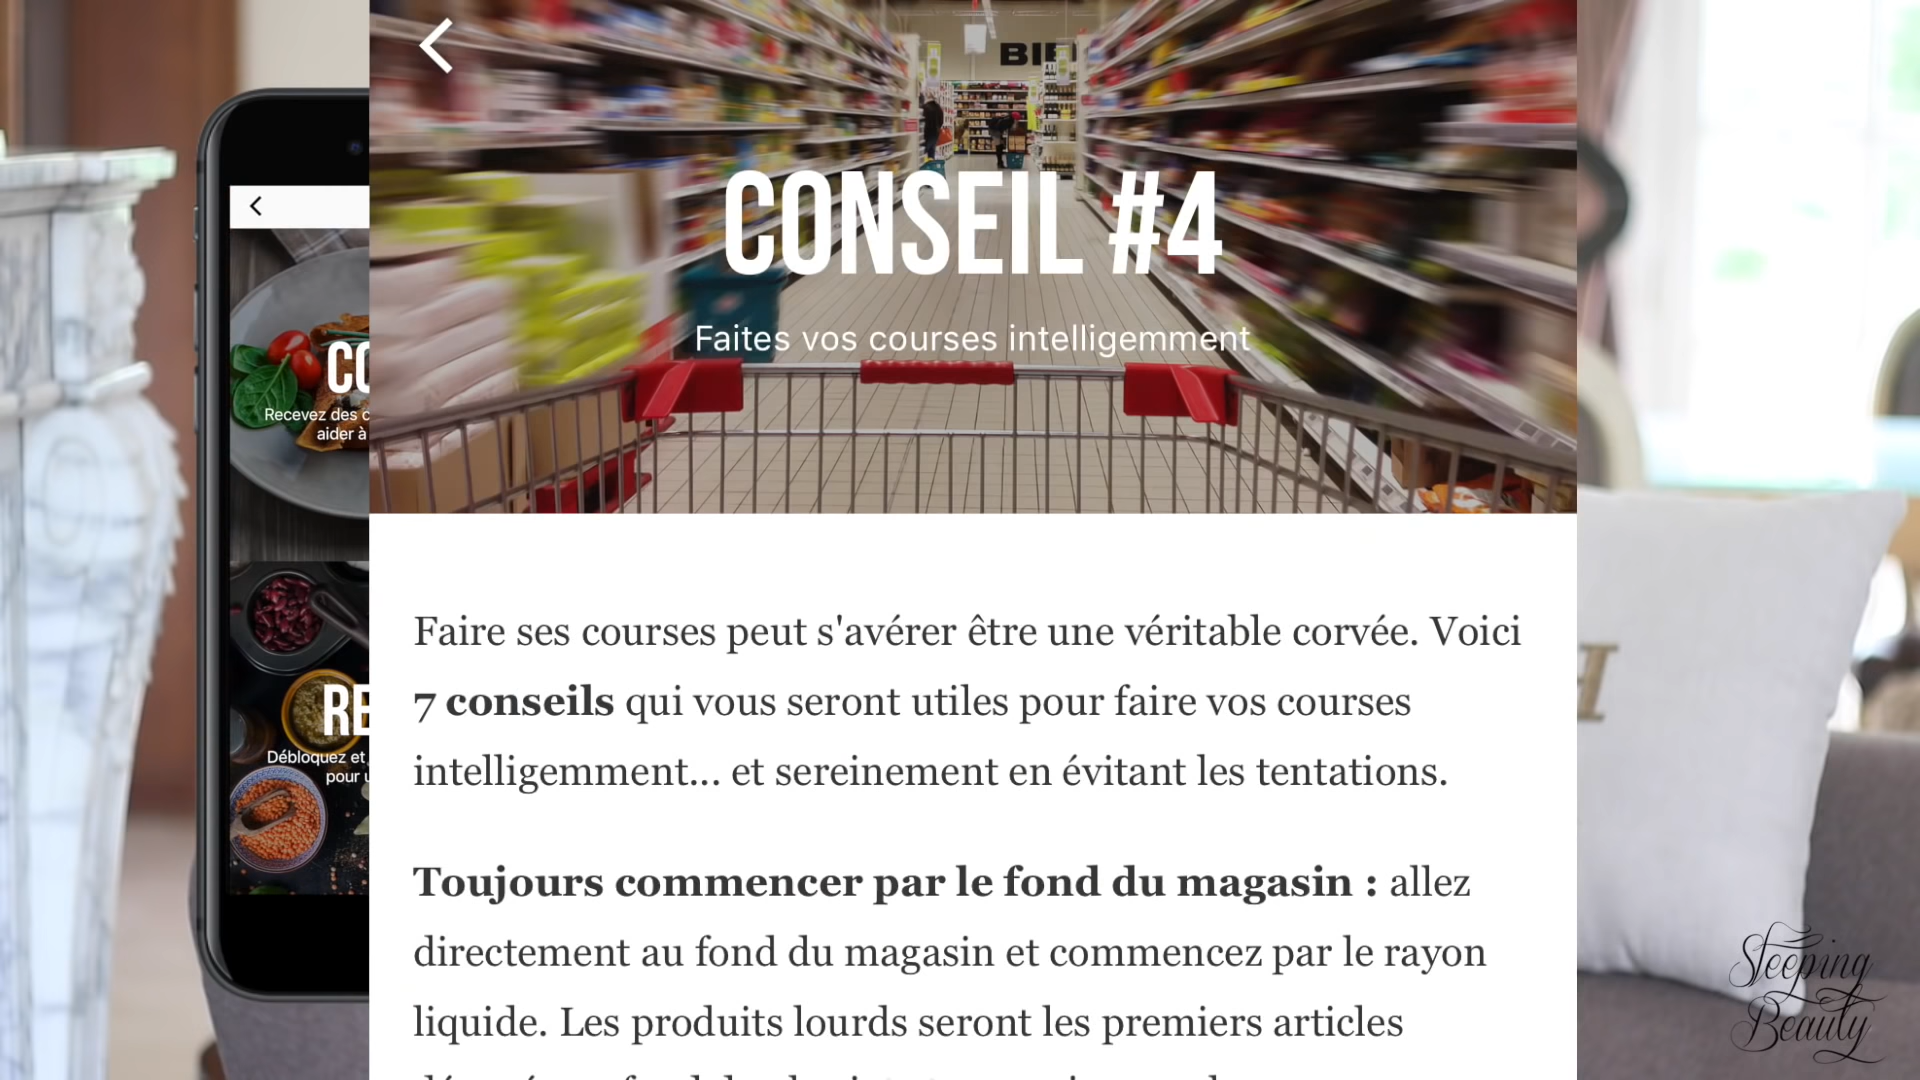 BI
CONSEIL #4
Faites vos courses intelligemment
Recevez des
aider à
RE
Débloquez et
pour
Faire ses courses peut s'avérer être une véritable corvée. Voici
7 conseils qui vous seront utiles pour faire vos courses
intelligemment... et sereinement en évitant les tentations.
Toujours commencer par le fond du magasin : allez
directement au fond du magasin et commencez par le rayon
liquide. Les produits lourds seront les premiers articles
Sleeping
Beauty